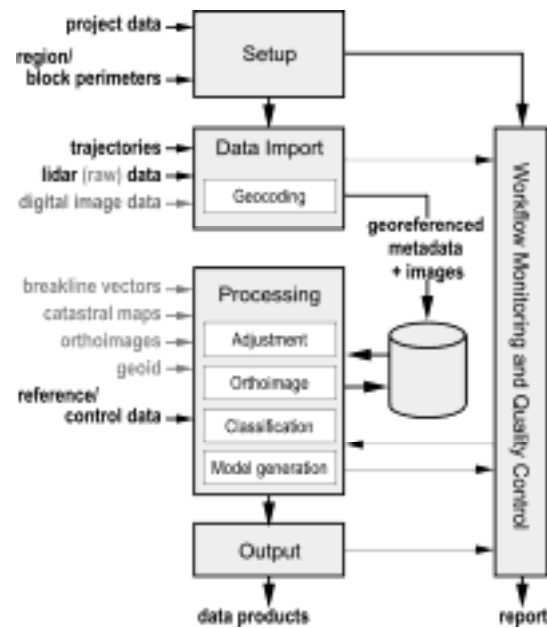 project data
region/
block perimeters
Setup
trajectories
lidar (raw) data
digital image data
Data Import
Geocoding
georeferenced
metadata
+ images
breakline vectors
catastral maps
orthoimages
geoid
reference/
control data
Processing
Adjustment
Orthoimage
Classification
Model generation
Workflow Monitoring and Quality Control
Output
data products
report